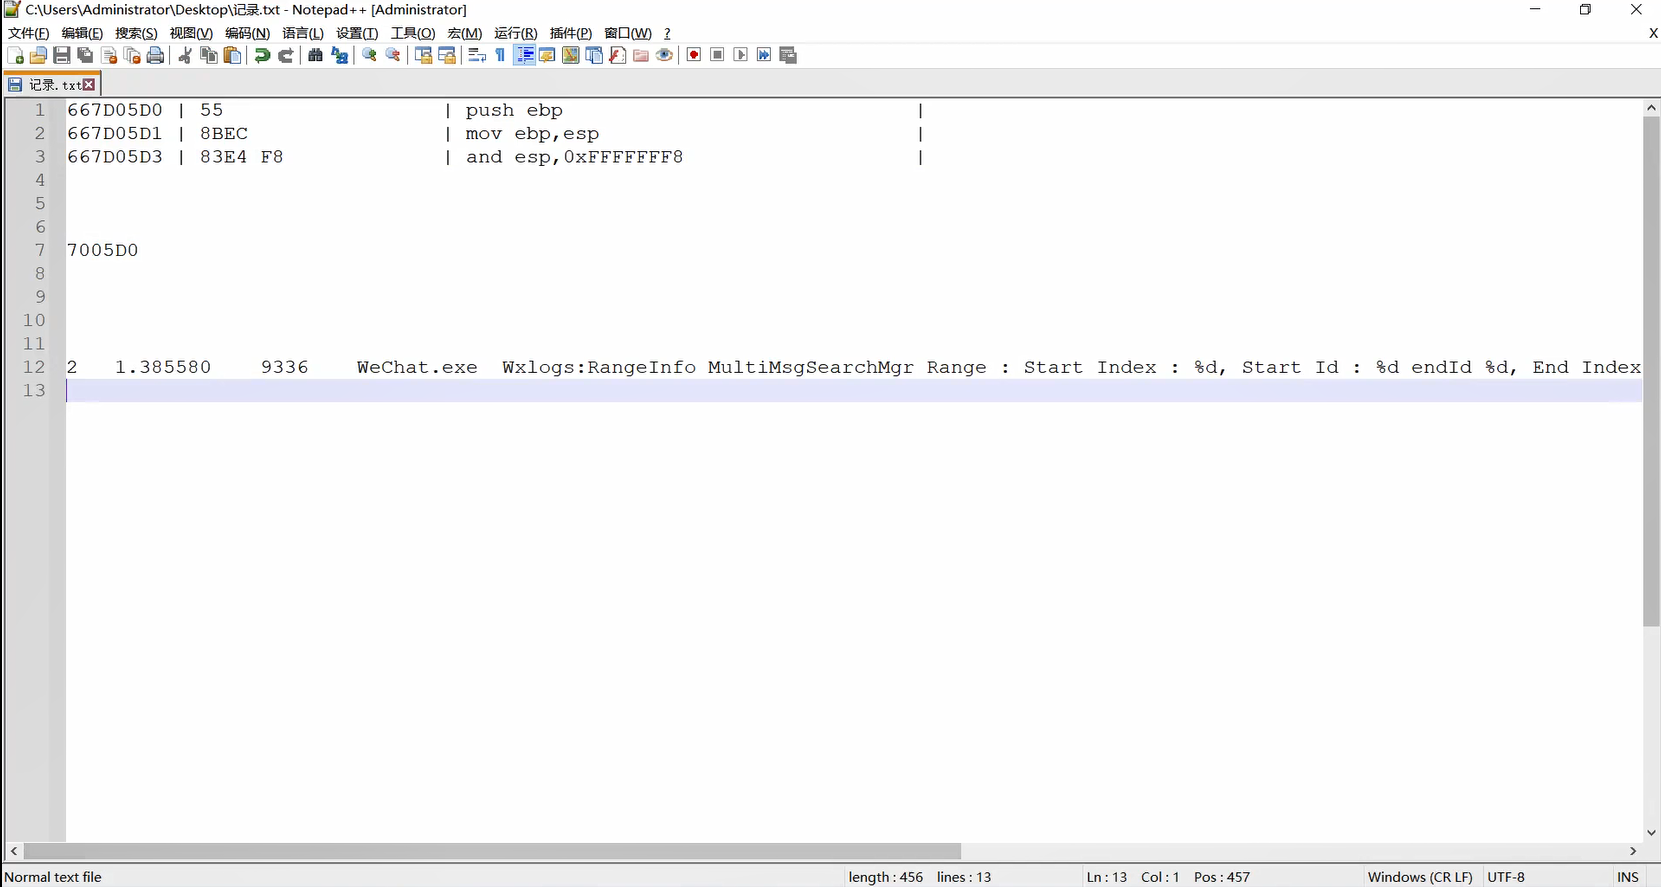 C:\Users\Administrator\Desktop\记录.txt - Notepad++ [Administrator]
文件(F) 编辑(E) 搜索(S) 视图(V) 编码(N) 语言(L) 设置(T) 工具(O) 宏(M) 运行(R) 插件(P) 窗口(W) ? X
记录.txt
1 667D05D0 | 55 | push ebp |
2 667D05D1 | 8BEC | mov ebp,esp |
3 667D05D3 | 83E4 F8 | and esp,0xFFFFFFF8 |
4
5
6
7 7005D0
8
9
10
11
12 2 1.385580 9336 WeChat.exe Wxlogs:RangeInfo MultiMsgSearchMgr Range : Start Index : %d, Start Id : %d endId %d, End Index
13
Normal text file length : 456 lines : 13 Ln : 13 Col : 1 Pos : 457 Windows (CR LF) UTF-8 INS